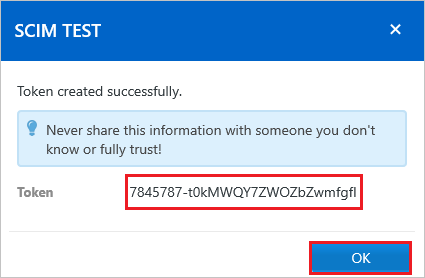 SCIM TEST
Token created successfully.
Never share this information with someone you don't
know or fully trust!
Token 7845787-t0kMWQY7ZWOZbZwmfgfl
OK